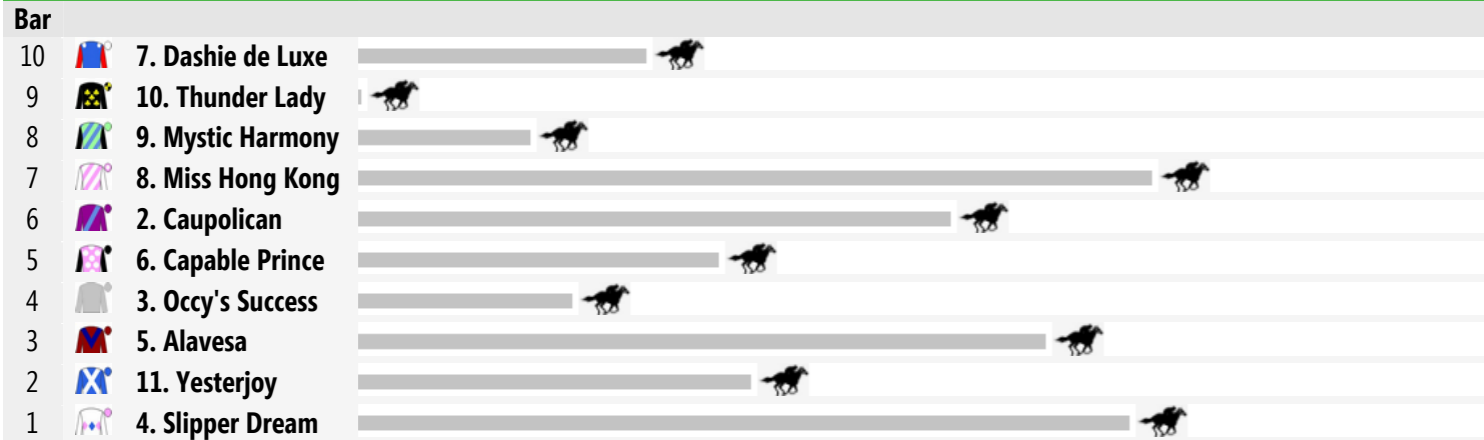 Bar
10 7. Dashie de Luxe
9 10. Thunder Lady
8 9. Mystic Harmony
7 8. Miss Hong Kong
6 2. Caupolican
5 6. Capable Prince
4 3. Occy's Success
3 5. Alavesa
2 11. Yesterjoy
1 4. Slipper Dream